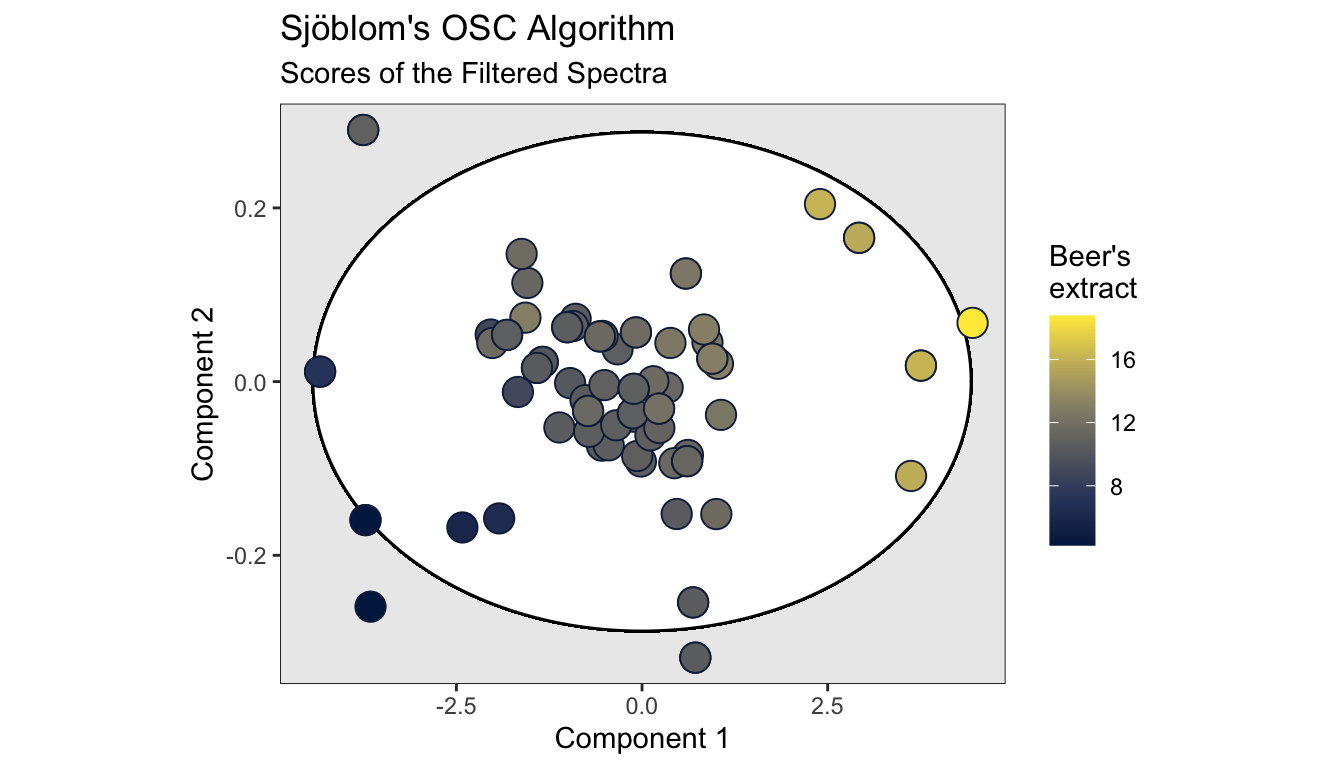 Sjöblom's OSC Algorithm
Scores of the Filtered Spectra
0.2
0.0
-0.2
Component 2
-2.5
0.0
2.5
Component 1
Beer's
extract
16
12
8